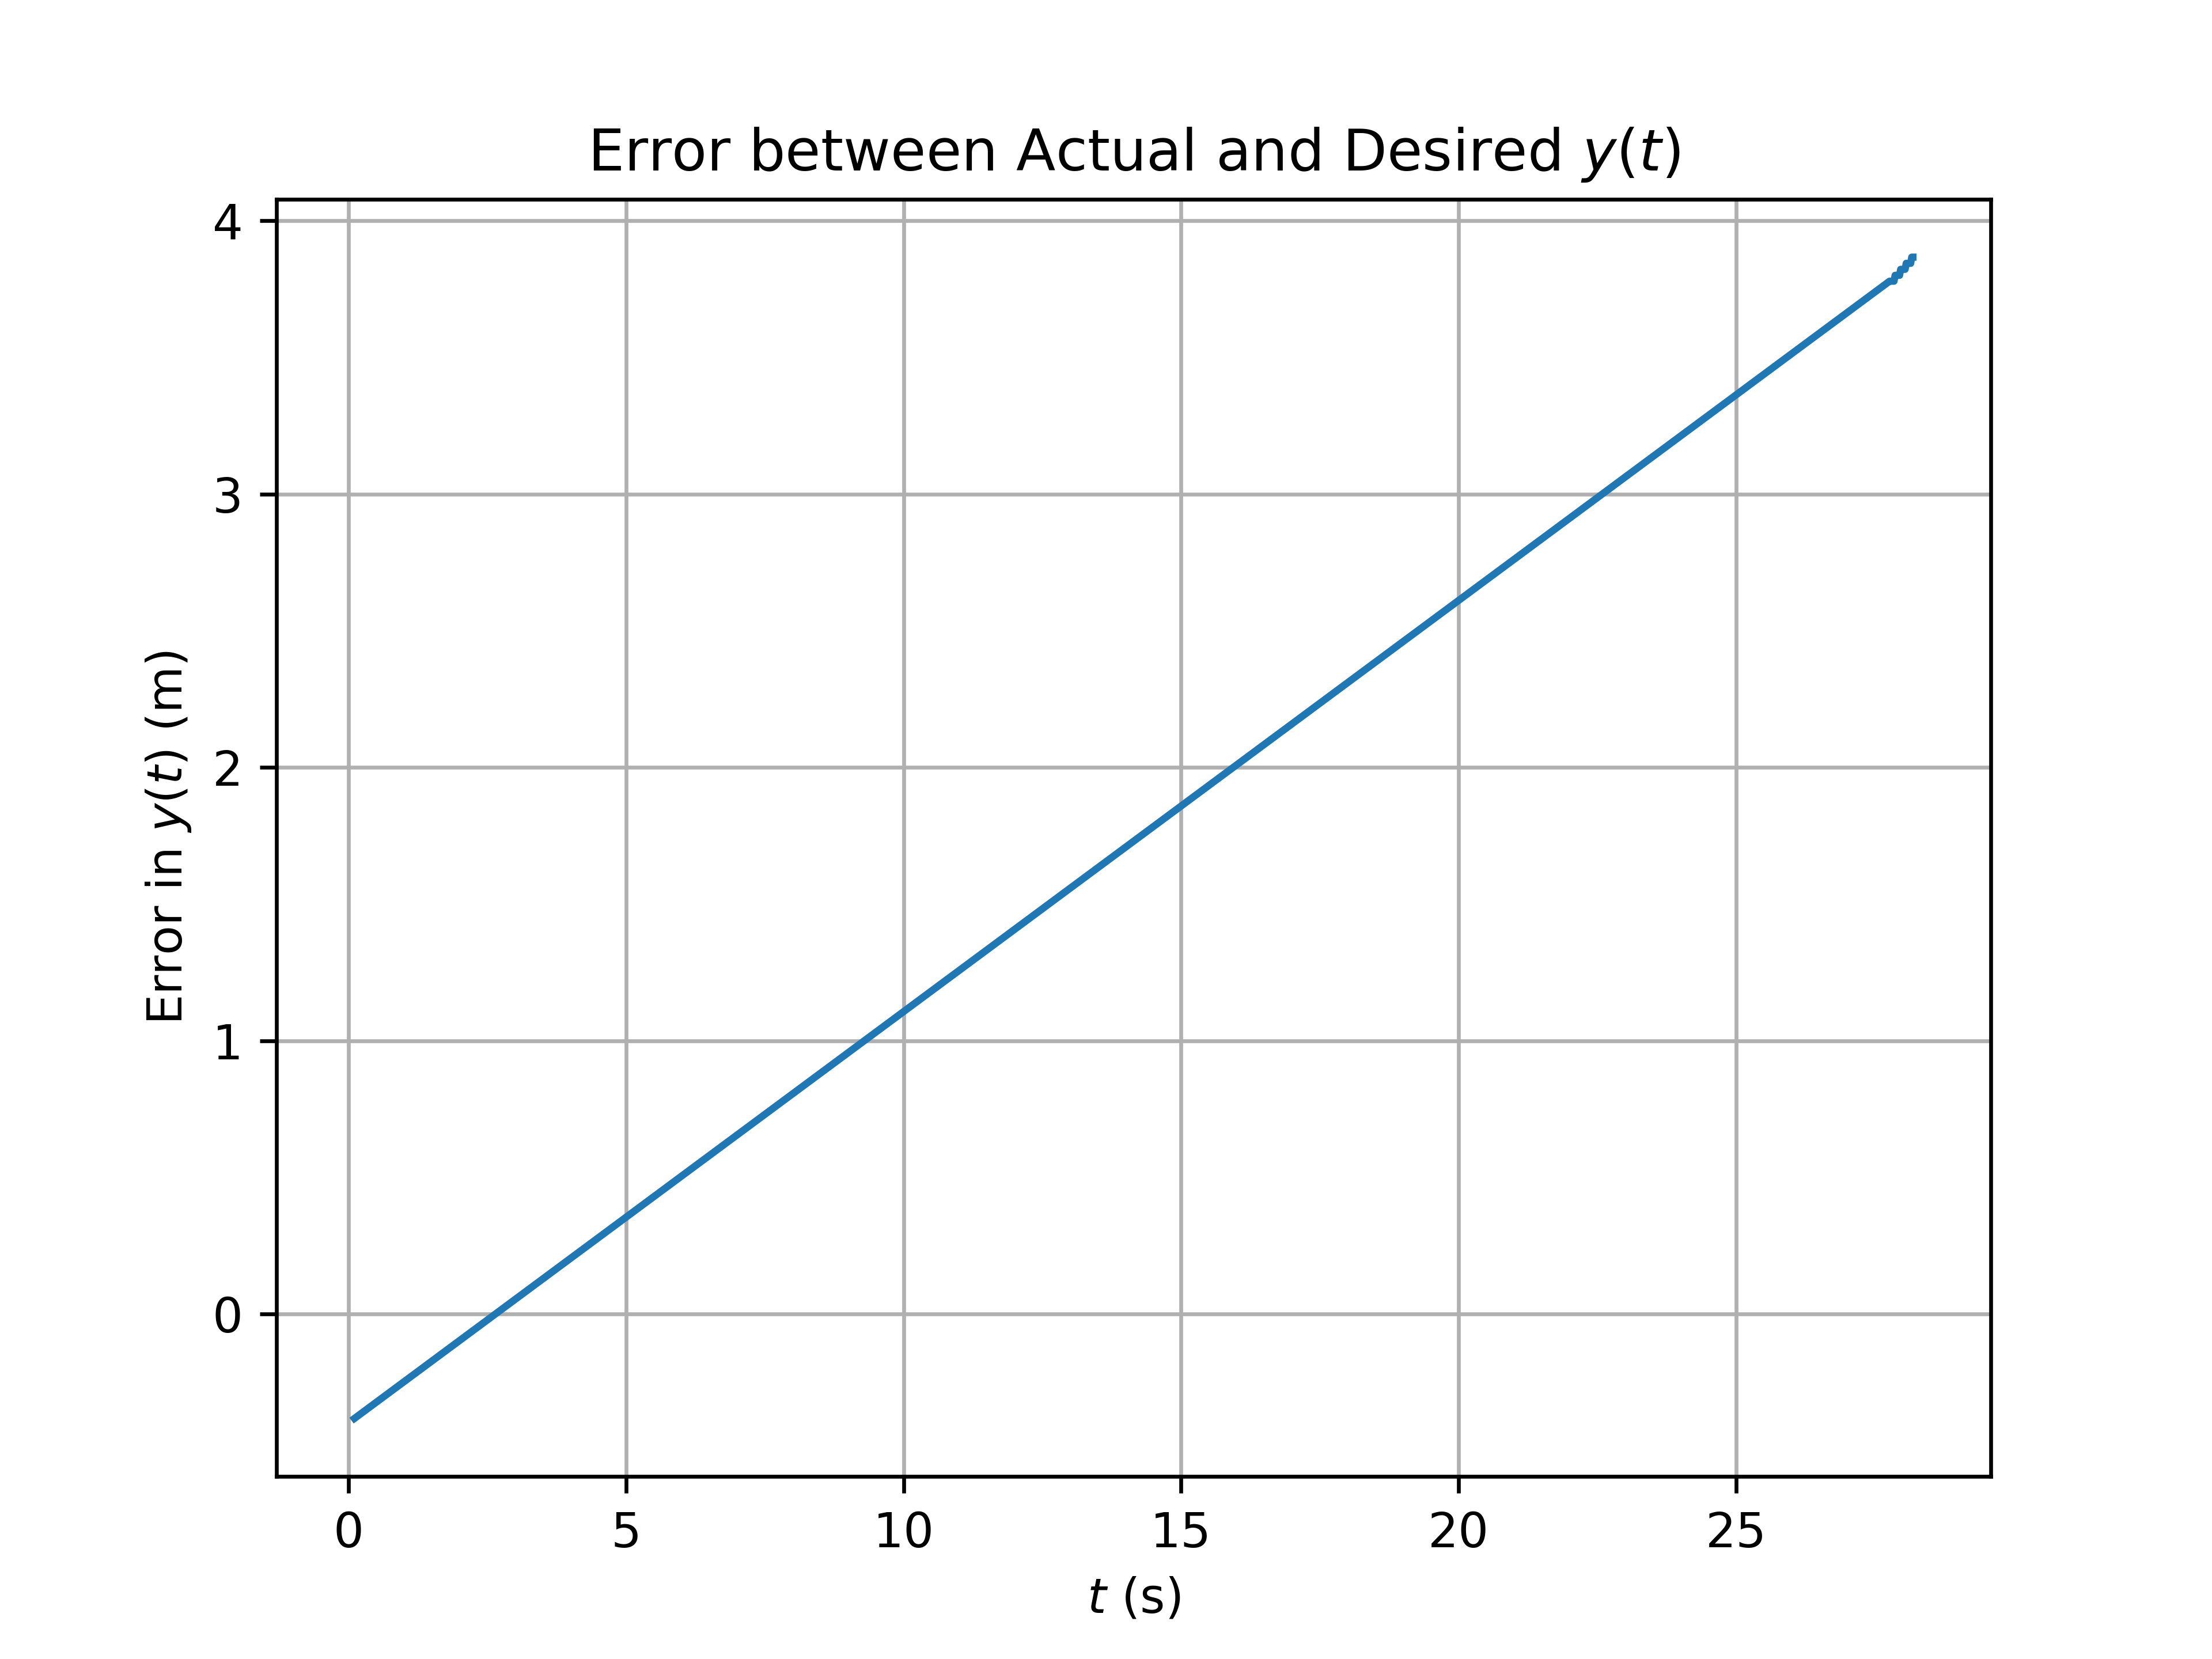 Error between Actual and Desired y(t)
4
3
2
1
0
Error in y(t) (m)
0 5 10 15 20 25
t (s)